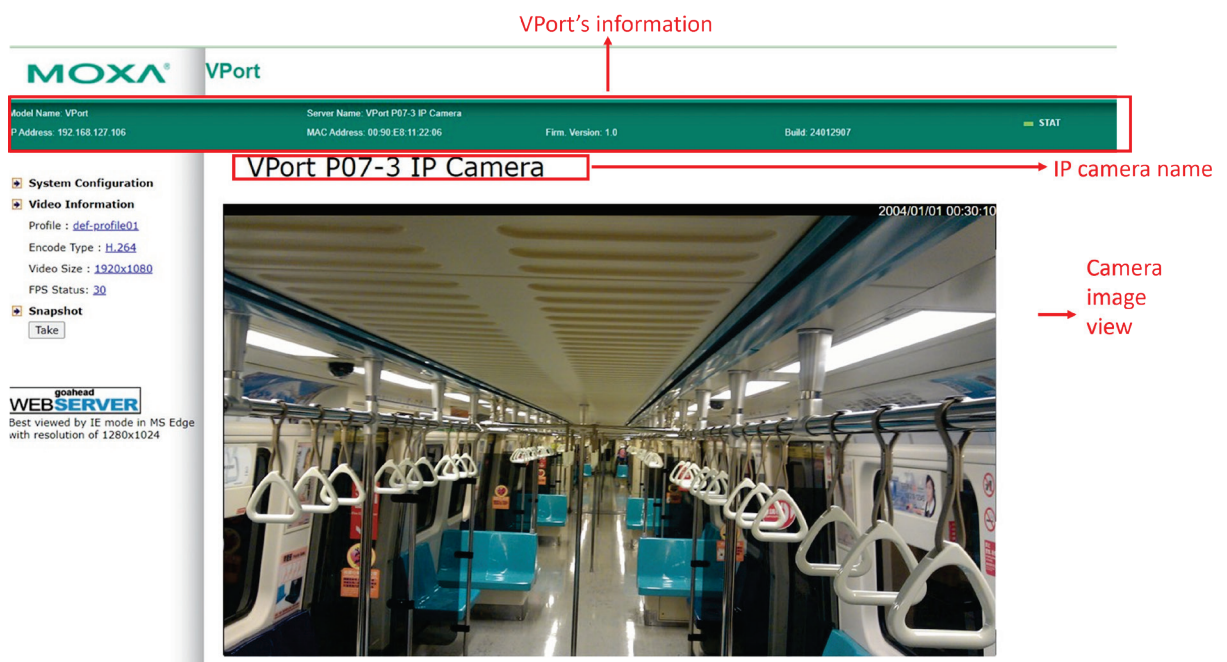 VPort's information
MOXA®
VPort
Model Name: VPort
Server Name: VPort P07-3 IP Camera
IP Address: 192.168.127.106
MAC Address: 00:90:E8:11:22:06
Firm. Version: 1.0
Build: 24012907
STAT
VPort P07-3 IP Camera
IP camera name
System Configuration
Video Information
Profile : def-profile01
Encode Type : H.264
Video Size : 1920x1080
FPS Status: 30
Snapshot
Take
goahead
WEBSERVER
Best viewed by IE mode in MS Edge
with resolution of 1280x1024
2004/01/01 00:30:10
Camera
image
view